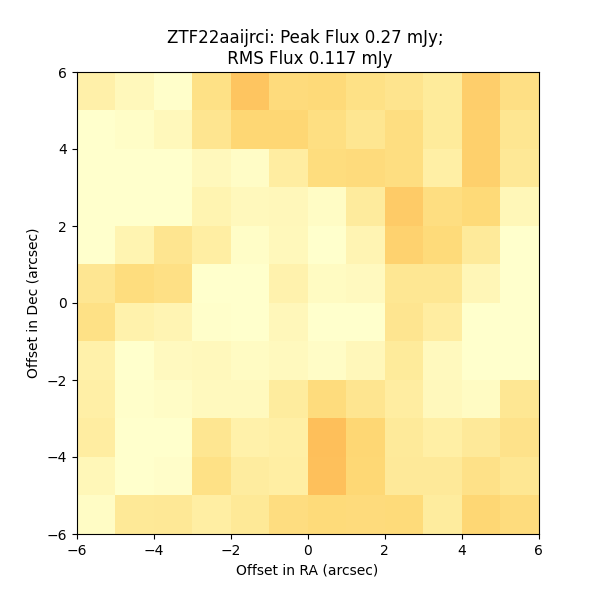 ZTF22aaijrci: Peak Flux 0.27 mJy;
RMS Flux 0.117 mJy
6
4
2
0
−2
−4
−6
Offset in Dec (arcsec)
−6 −4 −2 0 2 4 6
Offset in RA (arcsec)